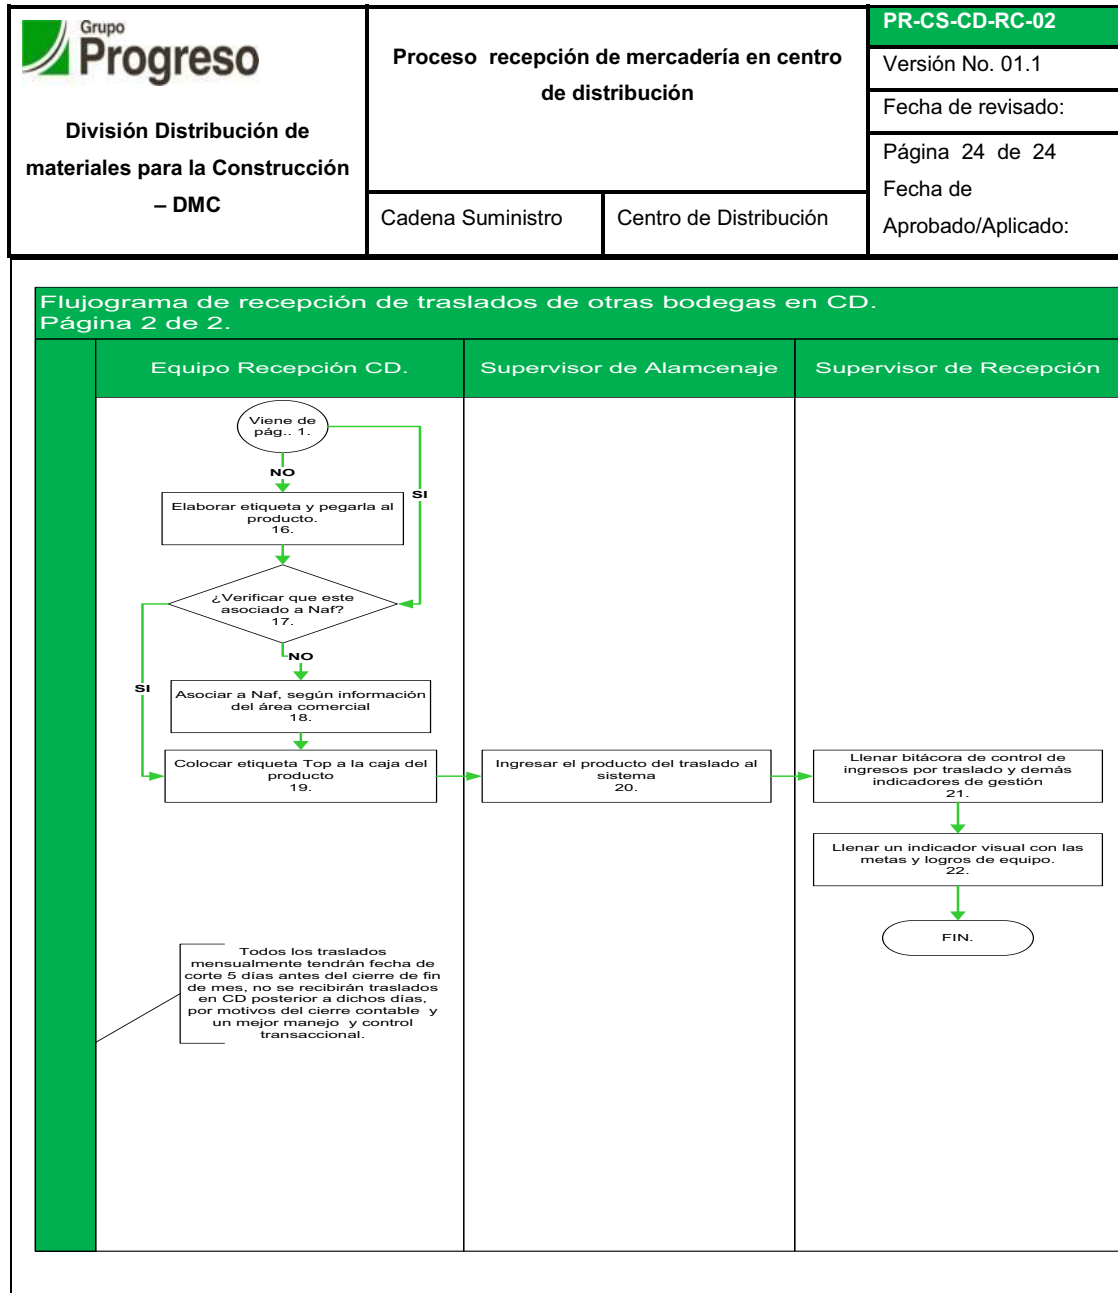 Grupo
Progreso
División Distribución de
materiales para la Construcción
– DMC
Proceso  recepción de mercadería en centro
de distribución
Cadena Suministro
Centro de Distribución
PR-CS-CD-RC-02
Versión No. 01.1
Fecha de revisado:
Página  24  de  24
Fecha de
Aprobado/Aplicado:
Flujograma de recepción de traslados de otras bodegas en CD.
Página 2 de 2.
Equipo Recepción CD.
Supervisor de Alamcenaje
Supervisor de Recepción
Viene de
pág.. 1.
NO
SI
Elaborar etiqueta y pegarla al
producto.
16.
¿Verificar que este
asociado a Naf?
17.
NO
SI
Asociar a Naf, según información
del área comercial
18.
Colocar etiqueta Top a la caja del
producto
19.
Ingresar el producto del traslado al
sistema
20.
Llenar bitácora de control de
ingresos por traslado y demás
indicadores de gestión
21.
Llenar un indicador visual con las
metas y logros de equipo.
22.
FIN.
Todos los traslados
mensualmente tendrán fecha de
corte 5 días antes del cierre de fin
de mes, no se recibirán traslados
en CD posterior a dichos días,
por motivos del cierre contable  y
un mejor manejo  y control
transaccional.